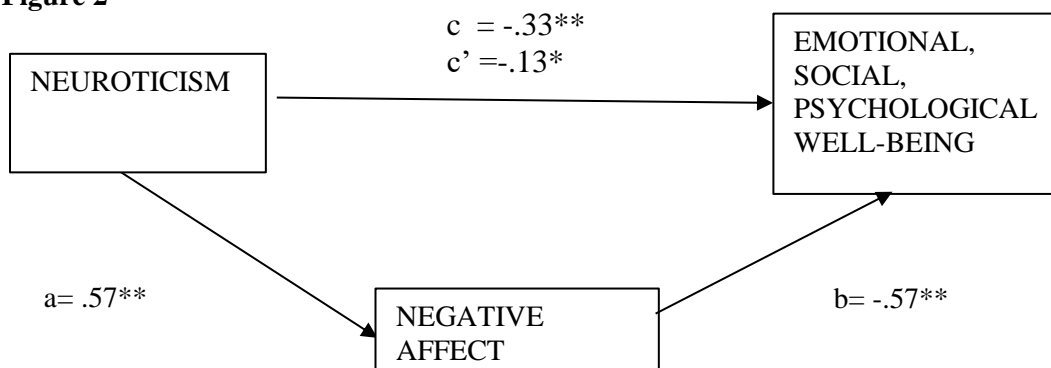 Figure 2
c = -.33**
c’ =-.13*
NEUROTICISM
EMOTIONAL,
SOCIAL,
PSYCHOLOGICAL
WELL-BEING
a= .57**
b= -.57**
NEGATIVE
AFFECT